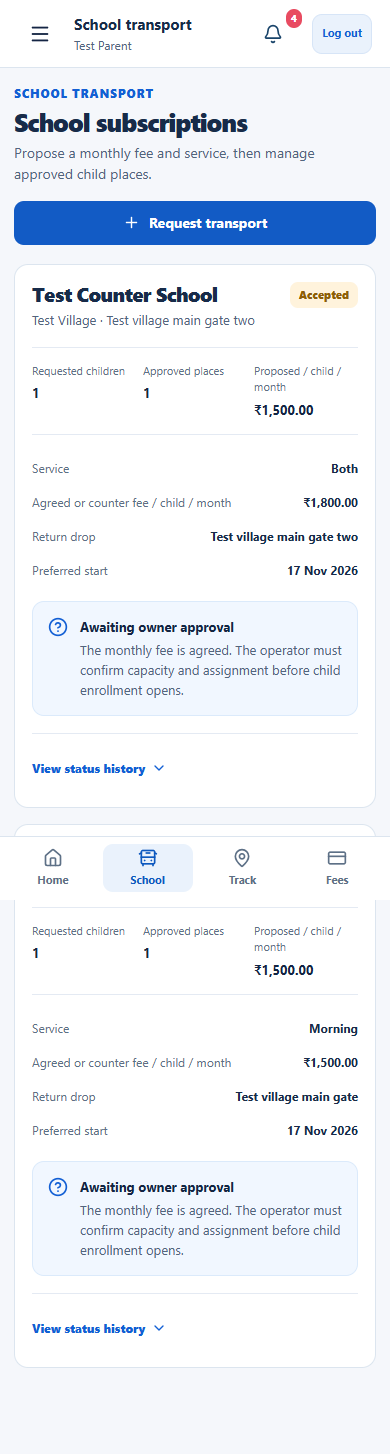 School transport
Test Parent
4
Log out
SCHOOL TRANSPORT
School subscriptions
Propose a monthly fee and service, then manage
approved child places.
Request transport
Test Counter School
Accepted
Test Village · Test village main gate two
Requested children
1
Approved places
1
Proposed / child /
month
₹1,500.00
Service
Both
Agreed or counter fee / child / month
₹1,800.00
Return drop
Test village main gate two
Preferred start
17 Nov 2026
Awaiting owner approval
The monthly fee is agreed. The operator must
confirm capacity and assignment before child
enrollment opens.
View status history
Home
School
Track
Fees
Requested children
1
Approved places
1
Proposed / child /
month
₹1,500.00
Service
Morning
Agreed or counter fee / child / month
₹1,500.00
Return drop
Test village main gate
Preferred start
17 Nov 2026
Awaiting owner approval
The monthly fee is agreed. The operator must
confirm capacity and assignment before child
enrollment opens.
View status history